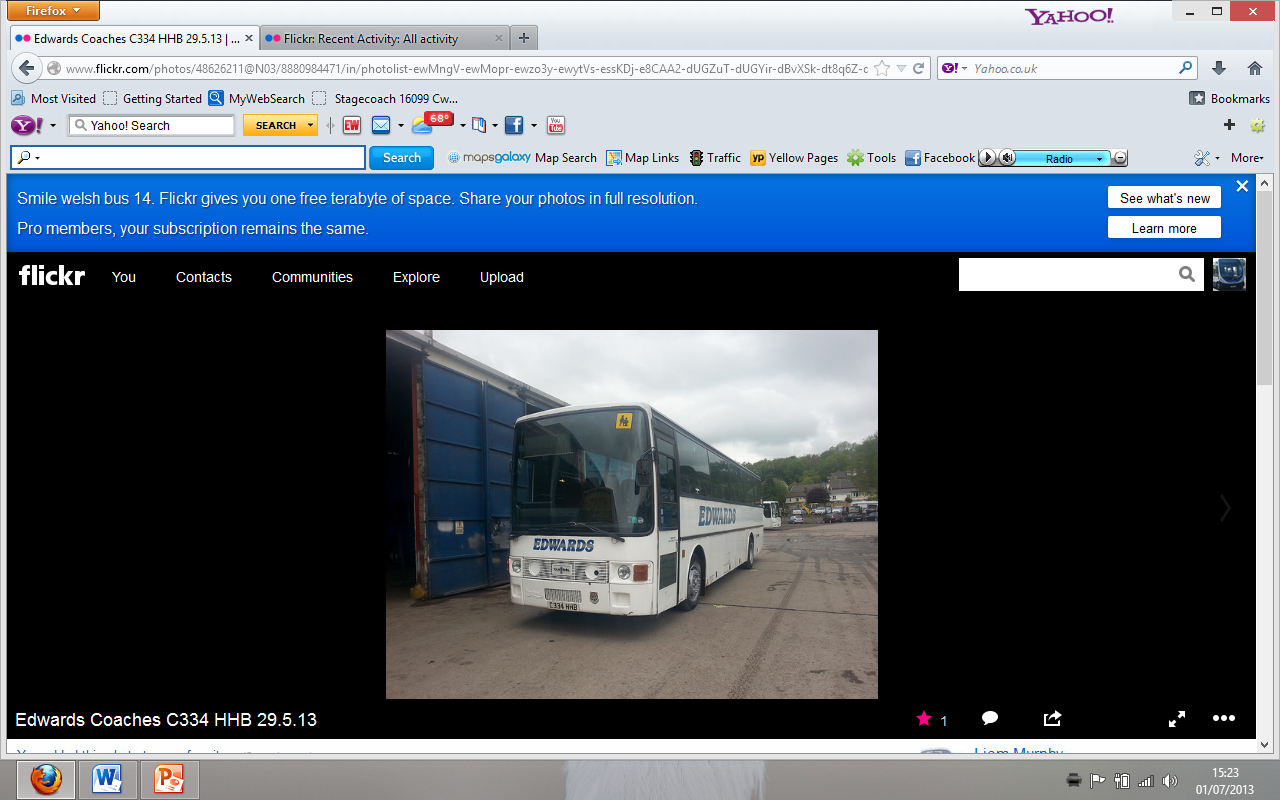 Firefox
YAHOO!
Edwards Coaches C334 HHB 29.5.13 | ...
Flickr: Recent Activity: All activity
www.flickr.com/photos/48626211@N03/8880984471/in/photolist-ewMngV-ewMopr-ewzo3y-ewytVs-essKDj-e8CAA2-dUGZuT-dUGYir-dBvXSk-dt8q6Z-c
Yahoo.co.uk
Most Visited Getting Started MyWebSearch Stagecoach 16099 Cw...
Bookmarks
Y! Yahoo! Search SEARCH EW 68° You Tube
Search mapsgalaxy Map Search Map Links Traffic YP Yellow Pages Tools Facebook Radio More
Smile welsh bus 14. Flickr gives you one free terabyte of space. Share your photos in full resolution.
See what's new
Pro members, your subscription remains the same.
Learn more
flickr You Contacts Communities Explore Upload
EDWARDS
EDWARDS
C334 HHB
Edwards Coaches C334 HHB 29.5.13
1
Liam Murphy
15:23
01/07/2013